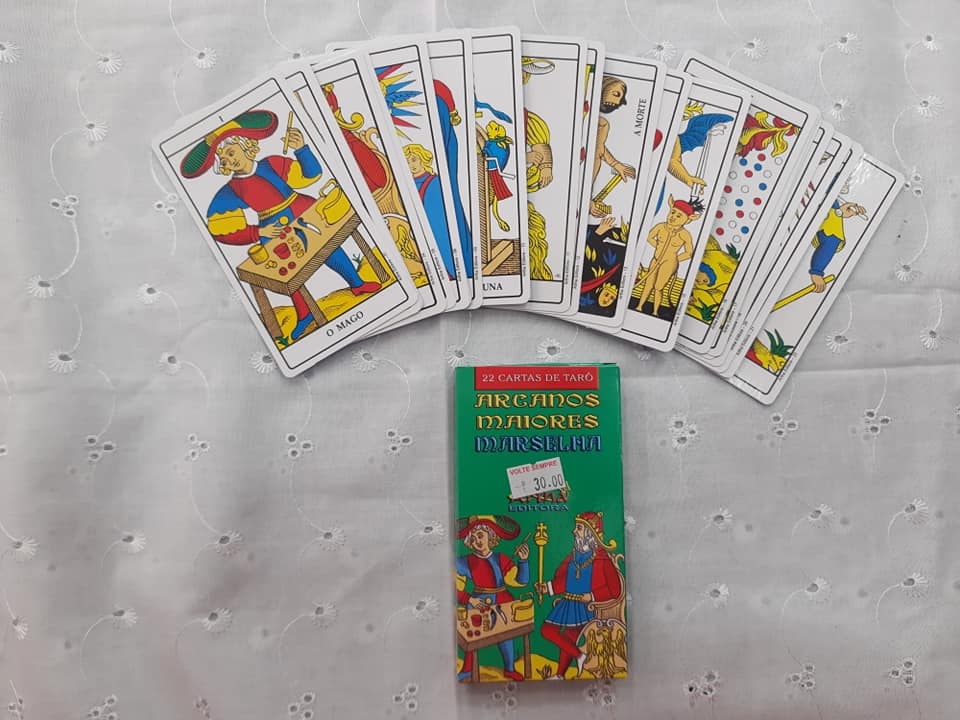 I
O MAGO
UNA
A MORTE
22 CARTAS DE TARÔ
ARCANOS
MAIORES
MARSELHA
VOLTE SEMPRE
30.00
EDITORA